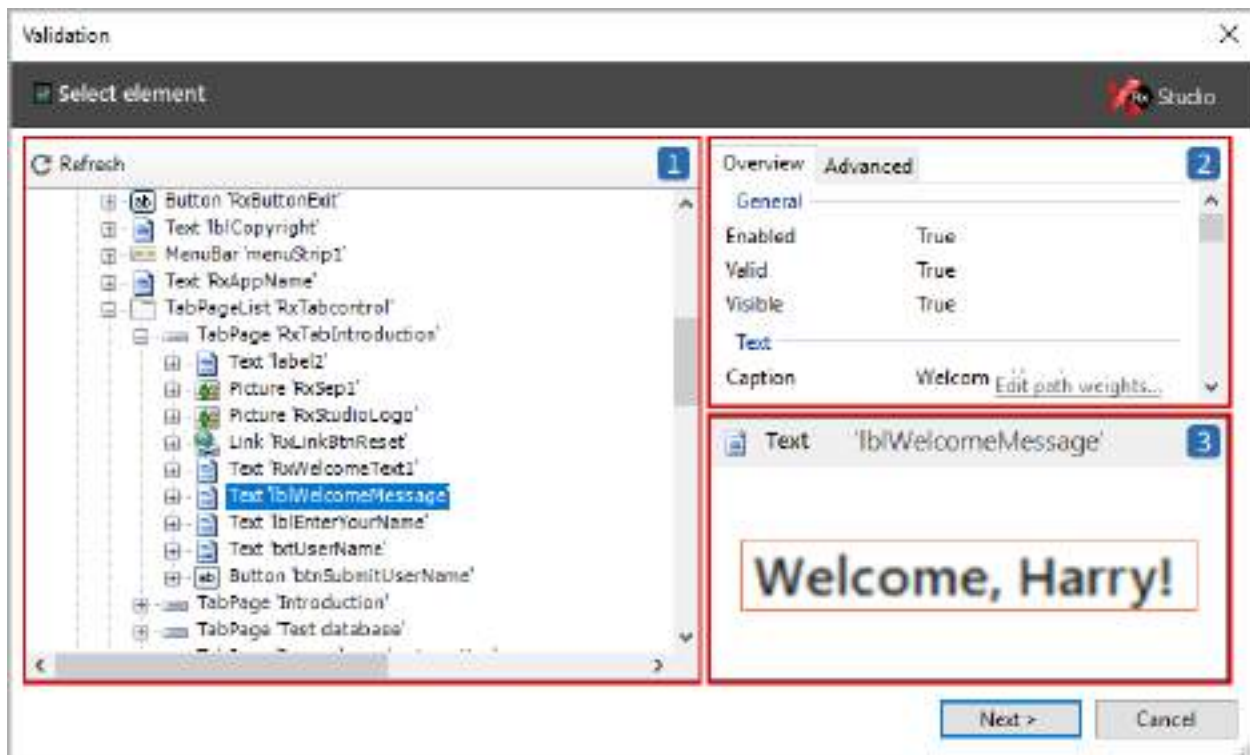 Validation
Select element
Rx Studio
Refresh
1
Button 'RxButtonExit'
Text 'lblCopyright'
MenuBar 'menuStrip1'
Text 'RxAppName'
TabPageList 'RxTabcontrol'
TabPage 'RxTabIntroduction'
Text 'label2'
Picture 'RxSep1'
Picture 'RxStudioLogo'
Link 'RxLinkBtnReset'
Text 'RxWelcomeText1'
Text 'lblWelcomeMessage'
Text 'lblEnterYourName'
Text 'txtUserName'
ab Button 'btnSubmitUserName'
TabPage 'Introduction'
TabPage 'Test database'
Overview Advanced 2
General
Enabled True
Valid True
Visible True
Text
Caption Welcom Edit path weights...
Text 'lblWelcomeMessage' 3
Welcome, Harry!
Next > Cancel